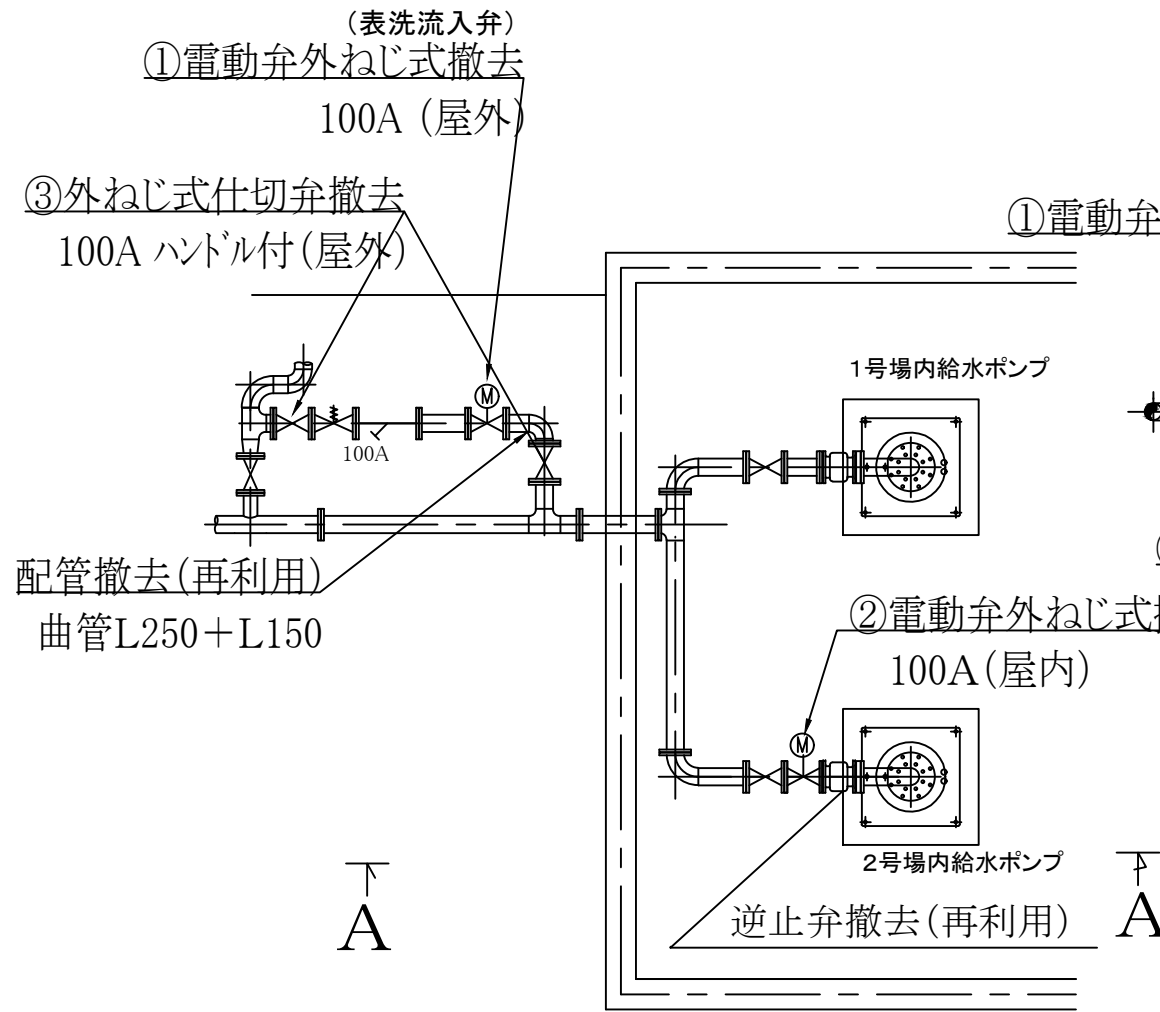 (表洗流入弁)
①電動弁外ねじ式撤去
100A (屋外)
③外ねじ式仕切弁撤去
100A ハンドル付(屋外)
①電動弁
1号場内給水ポンプ
M
100A
配管撤去(再利用)
曲管L250+L150
②電動弁外ねじ式
100A(屋内)
M
2号場内給水ポンプ
逆止弁撤去(再利用)
A
A